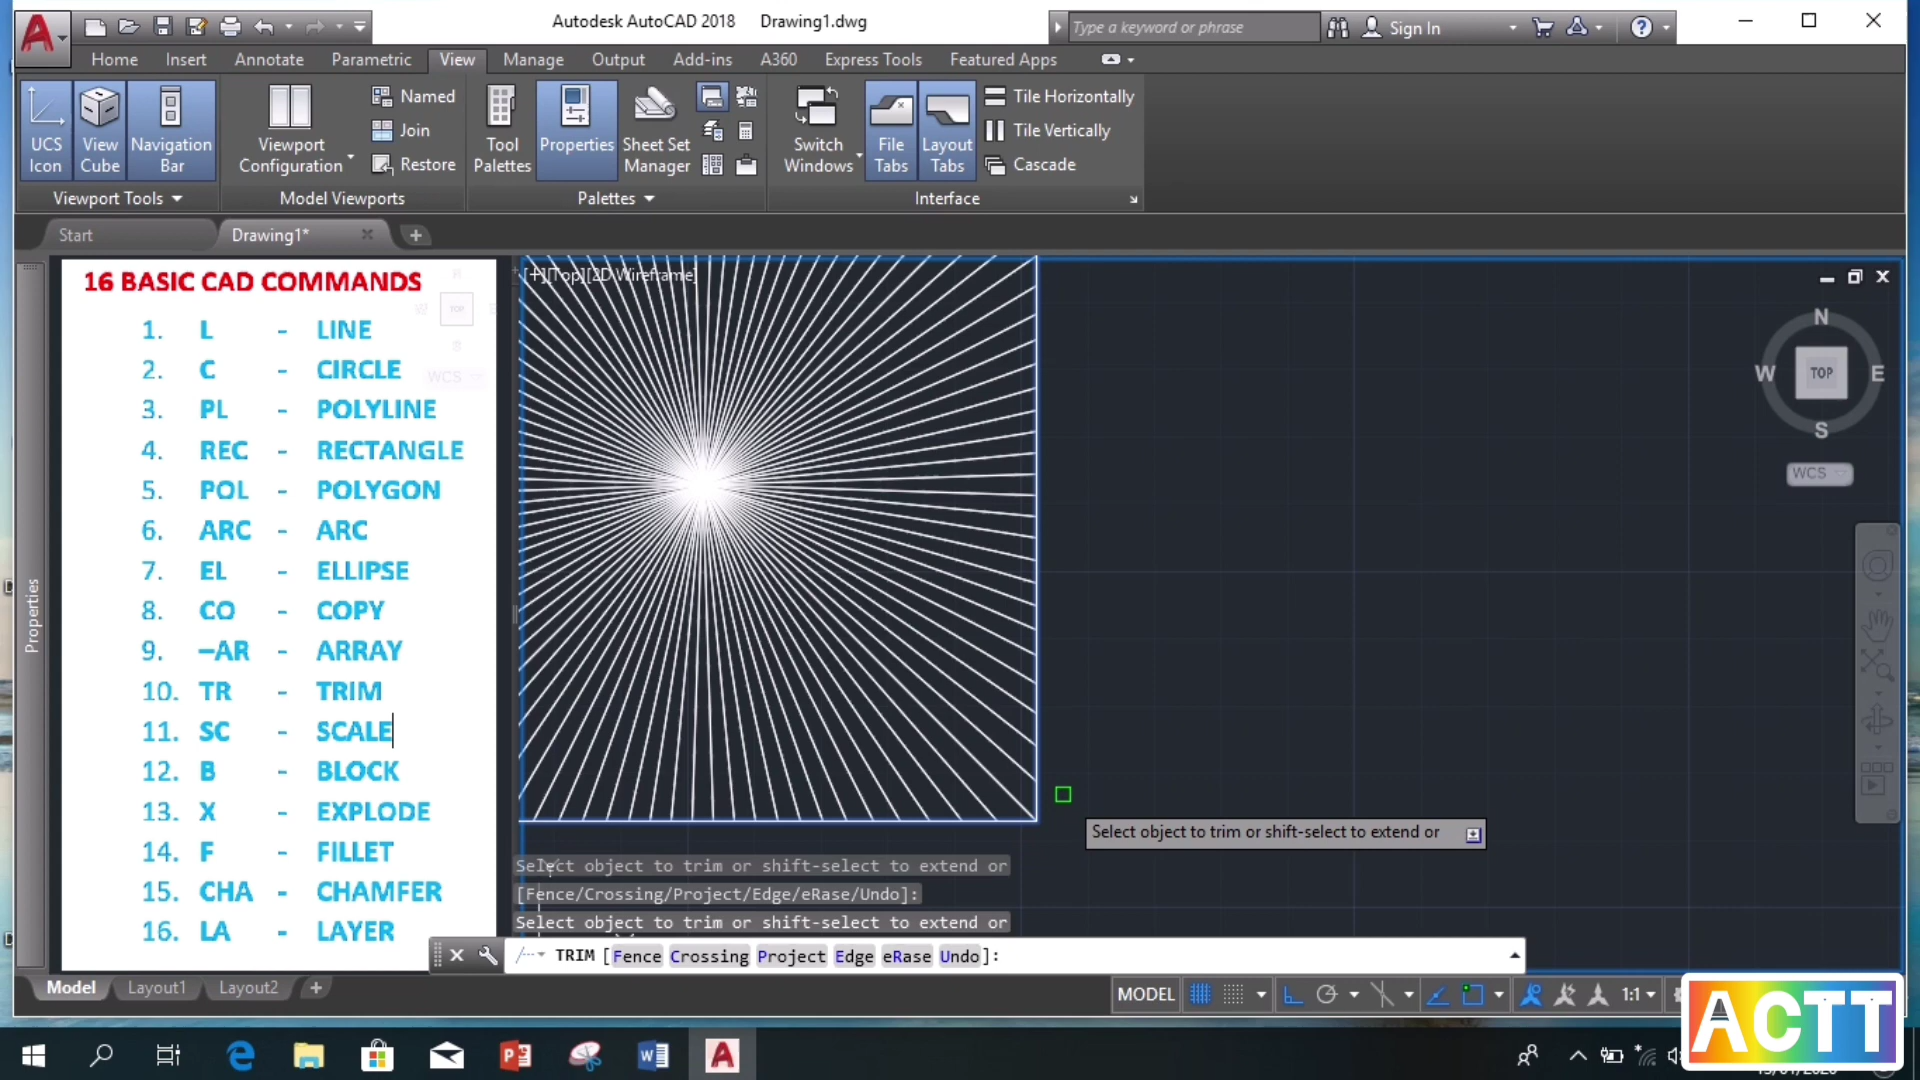 Autodesk AutoCAD 2018 Drawing1.dwg
Type a keyword or phrase
Sign In
Home Insert Annotate Parametric View Manage Output Add-ins A360 Express Tools Featured Apps
UCS Icon
View Cube
Navigation Bar
Viewport Configuration
Named
Join
Restore
Tool Palettes
Properties
Sheet Set Manager
Switch Windows
File Tabs
Layout Tabs
Tile Horizontally
Tile Vertically
Cascade
Viewport Tools
Model Viewports
Palettes
Interface
Start
Drawing1*
16 BASIC CAD COMMANDS
1. L - LINE
2. C - CIRCLE
3. PL - POLYLINE
4. REC - RECTANGLE
5. POL - POLYGON
6. ARC - ARC
7. EL - ELLIPSE
8. CO - COPY
9. –AR - ARRAY
10. TR - TRIM
11. SC - SCALE
12. B - BLOCK
13. X - EXPLODE
14. F - FILLET
15. CHA - CHAMFER
16. LA - LAYER
TOP
WCS
Properties
[+][Top][2D Wireframe]
N
W TOP E
S
WCS
Select object to trim or shift-select to extend or
Select object to trim or shift-select to extend or
[Fence/Crossing/Project/Edge/eRase/Undo]:
Select object to trim or shift-select to extend or
TRIM [Fence Crossing Project Edge eRase Undo]:
Model Layout1 Layout2
MODEL
1:1
ACTT